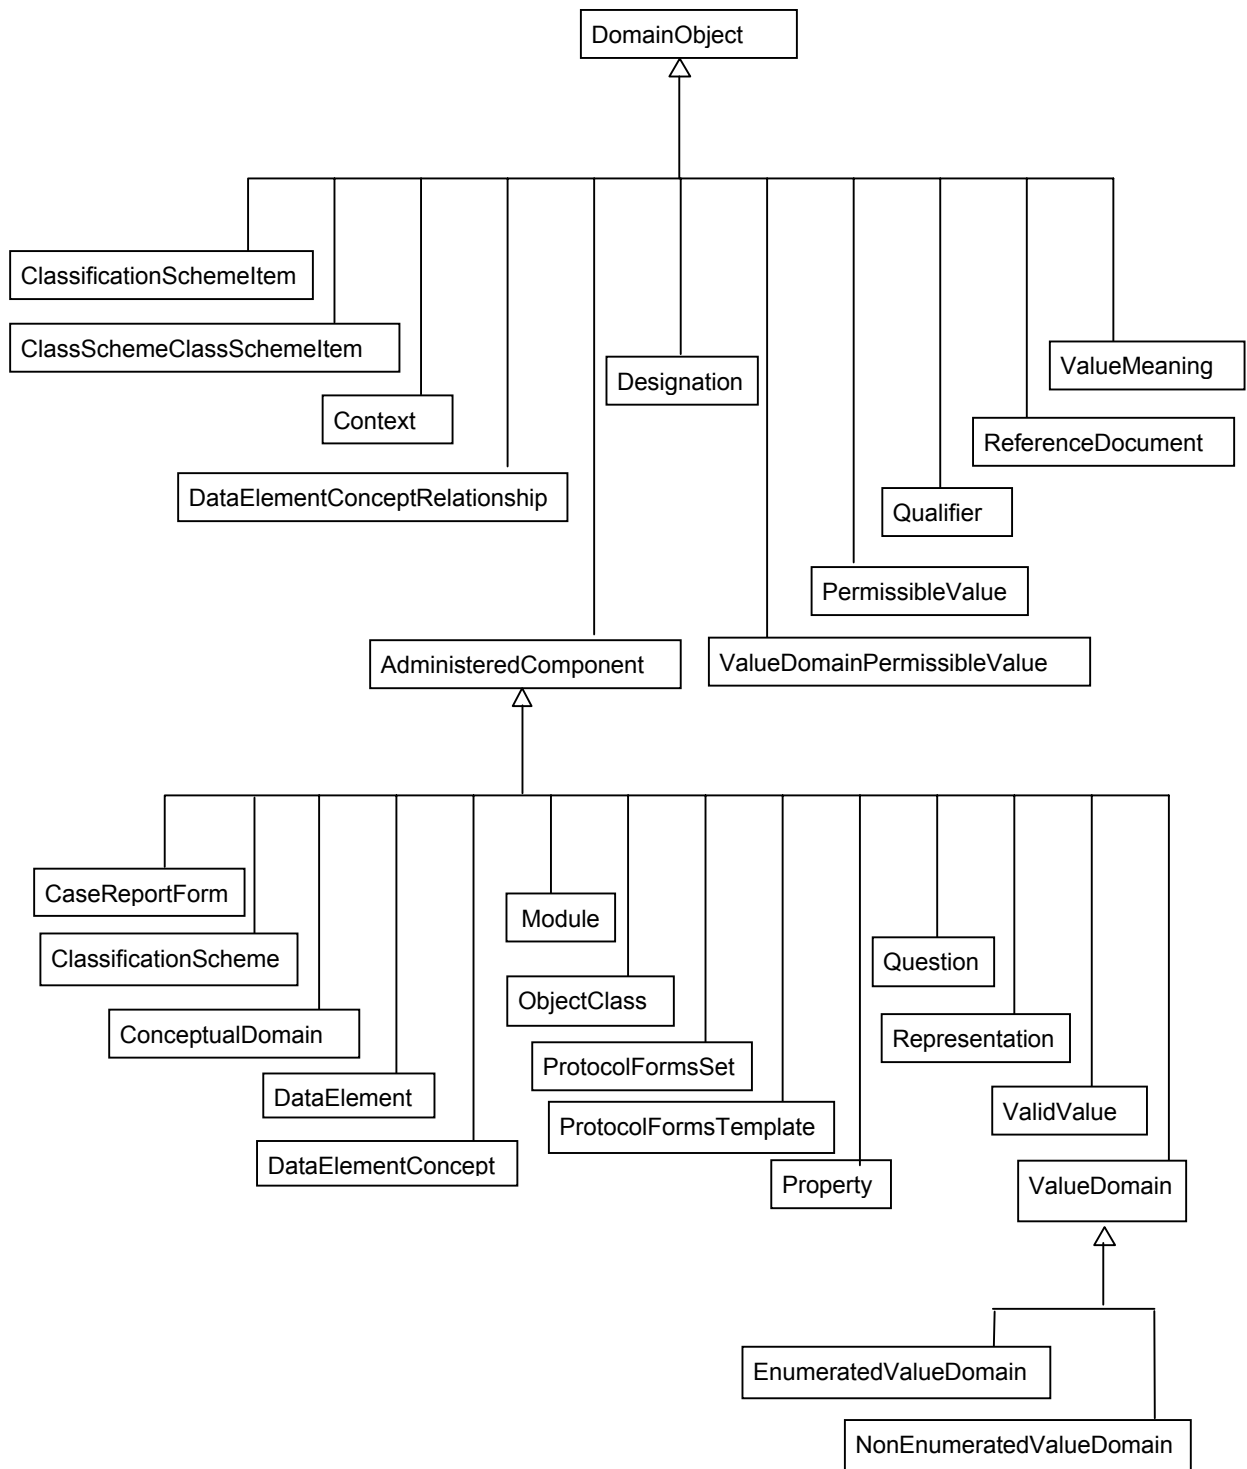 DomainObject
ClassificationSchemeItem
ClassSchemeClassSchemeItem
Context
DataElementConceptRelationship
Designation
ValueMeaning
ReferenceDocument
Qualifier
PermissibleValue
AdministeredComponent
ValueDomainPermissibleValue
CaseReportForm
ClassificationScheme
ConceptualDomain
DataElement
DataElementConcept
Module
ObjectClass
ProtocolFormsSet
ProtocolFormsTemplate
Property
Question
Representation
ValidValue
ValueDomain
EnumeratedValueDomain
NonEnumeratedValueDomain